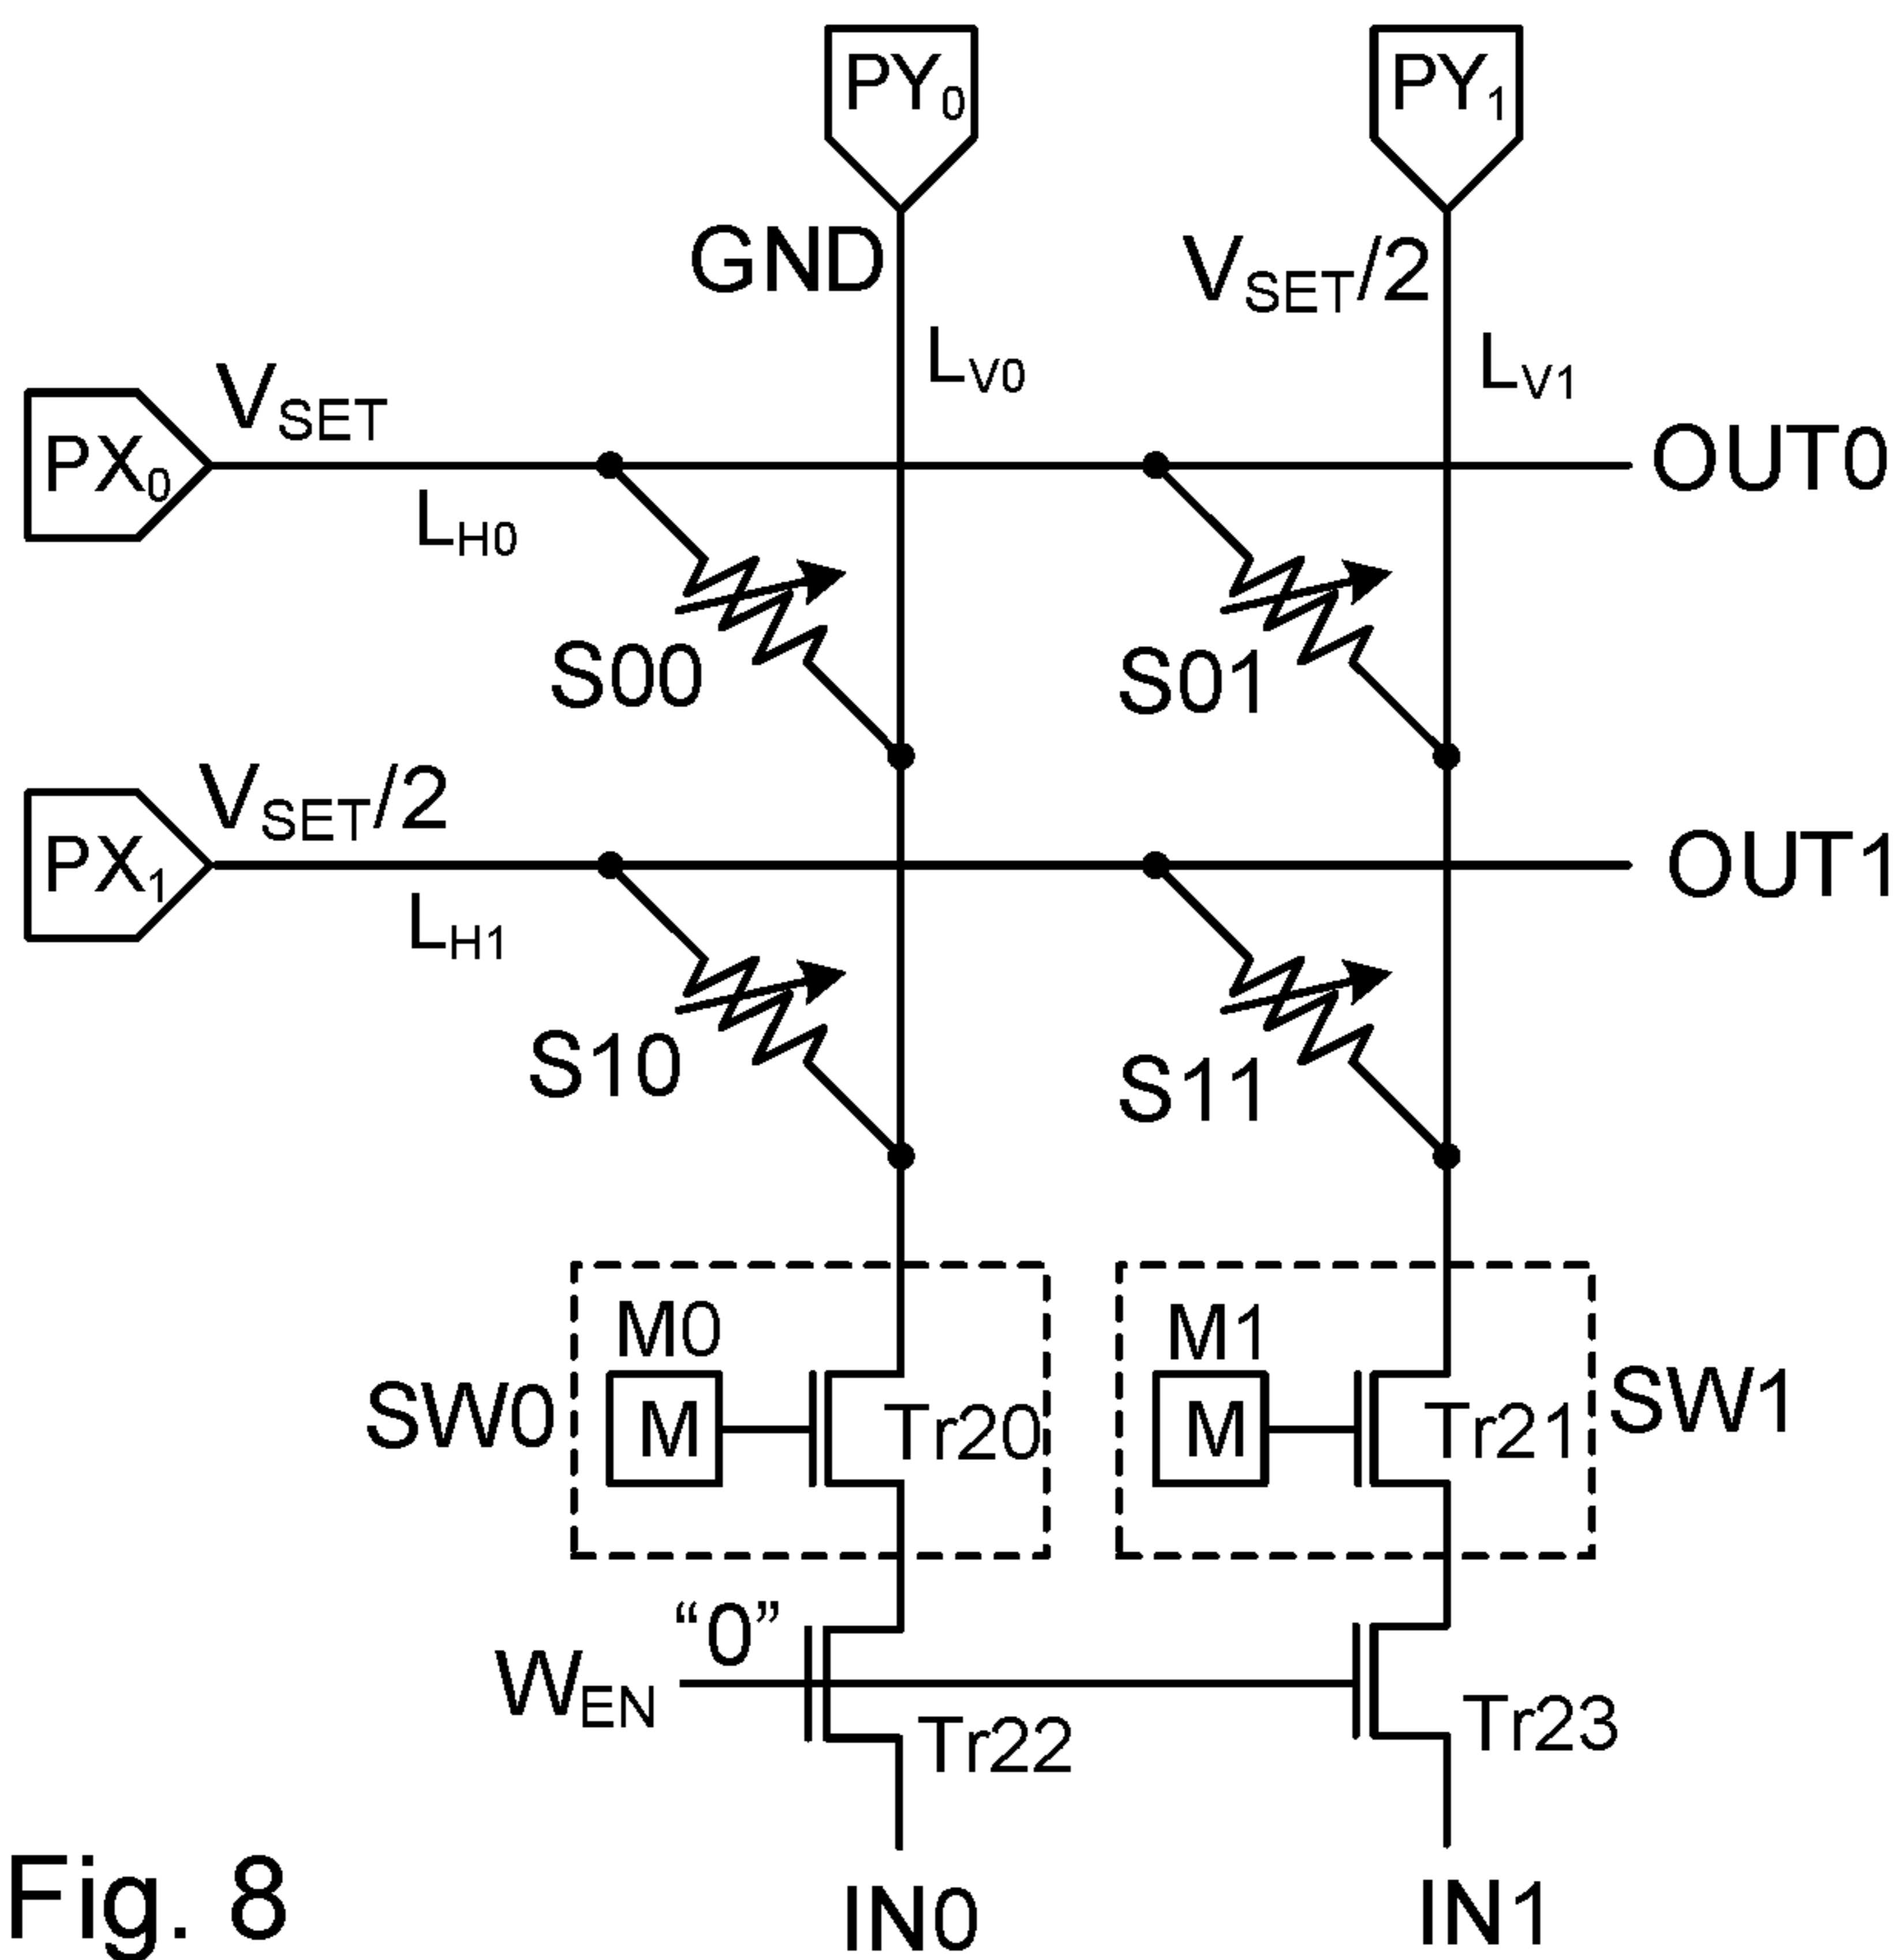 PY0
PY1
GND
VSET/2
LV0
LV1
VSET
PX0
OUT0
LH0
S00
S01
VSET/2
PX1
OUT1
LH1
S10
S11
M0
M1
SW0
M
Tr20
M
Tr21
SW1
“0”
WEN
Tr22
Tr23
Fig. 8
IN0
IN1